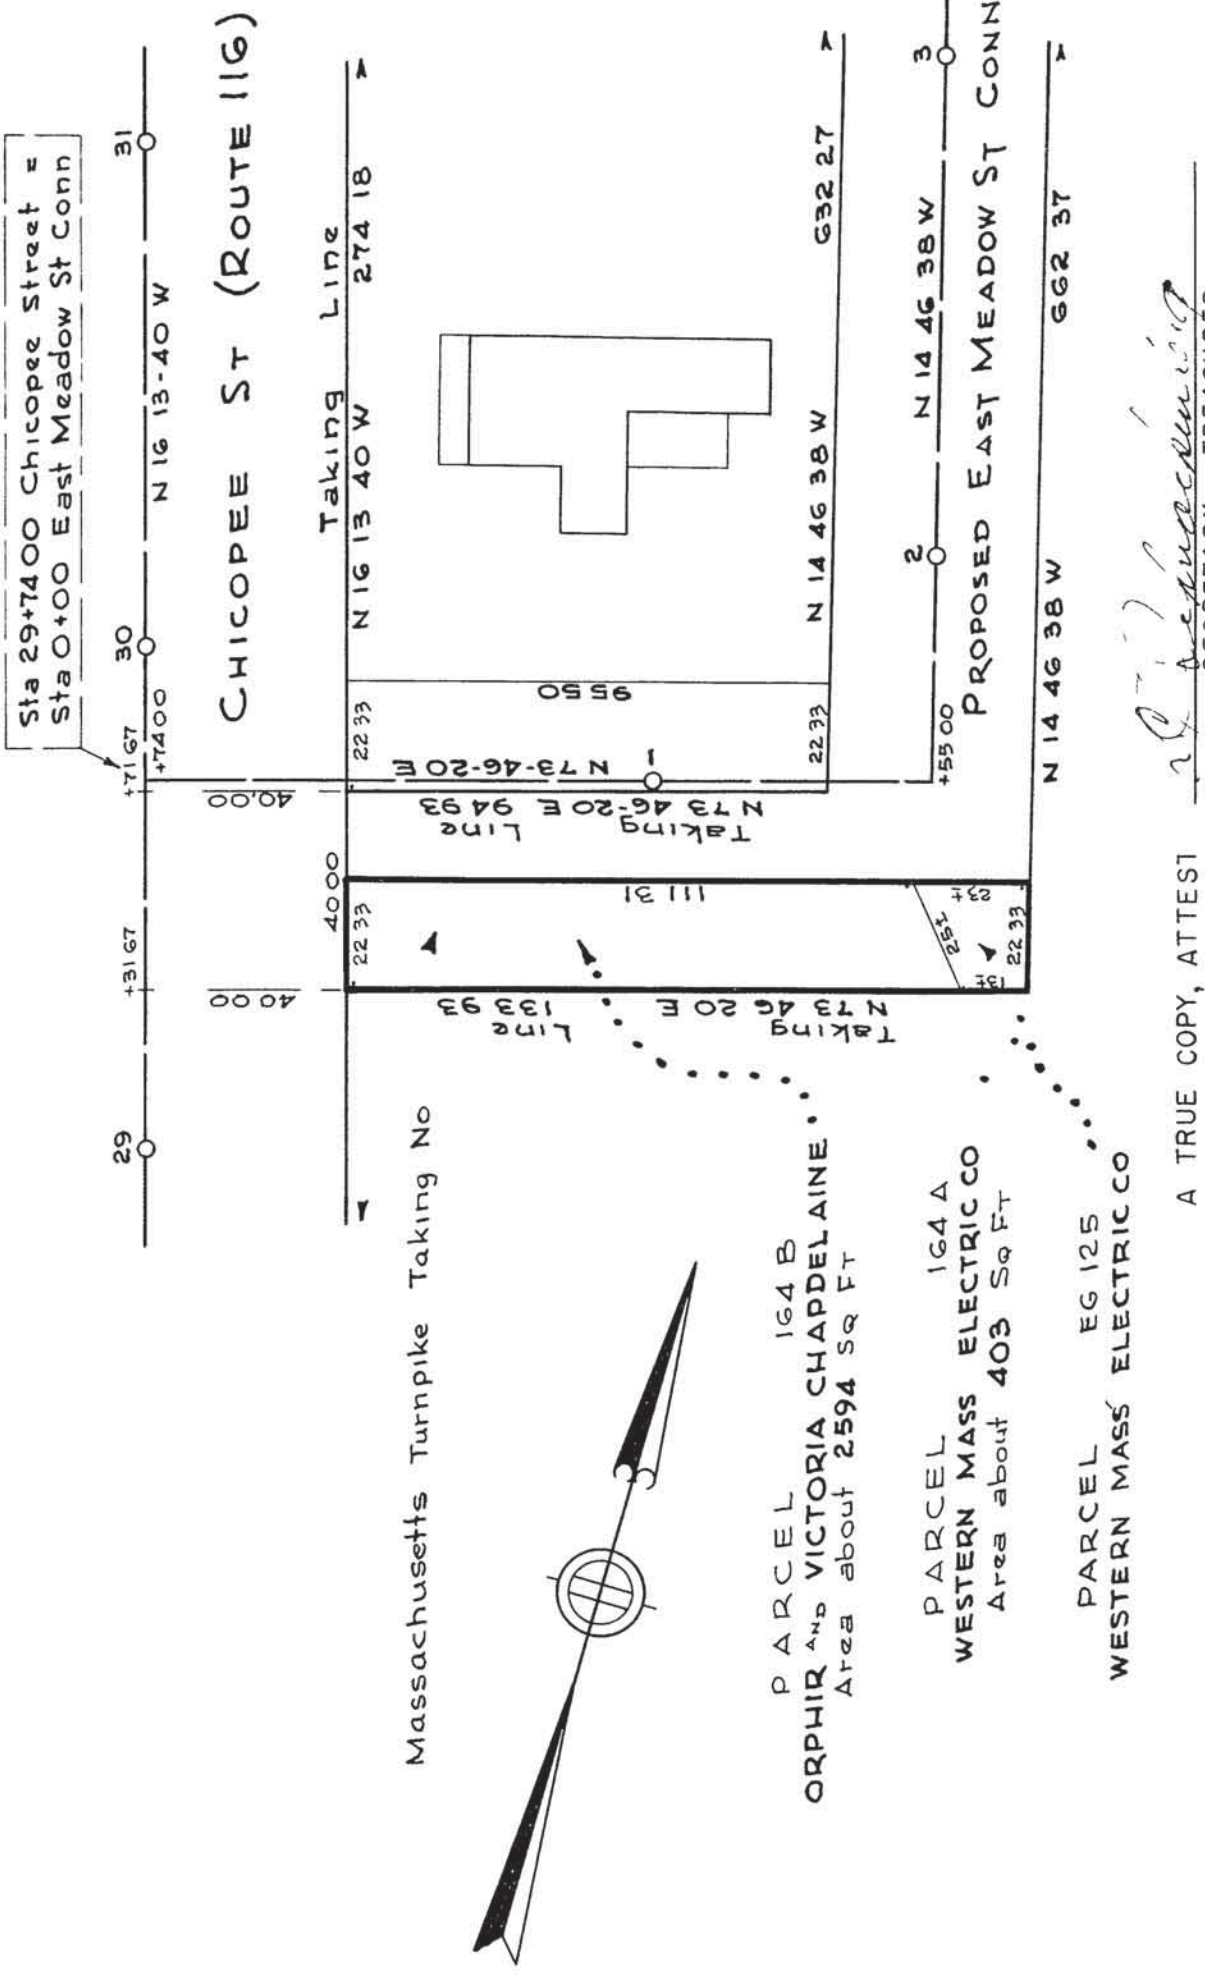 Sta 29+74 00 Chicopee Street =
Sta 0+00 East Meadow St Conn
29
+31 67
+71 67
+74 00
30
31
N 16 13-40 W
40 00
40.00
CHICOPEE ST (ROUTE 116)
Taking Line
40 00
22 33
22 33
N 16 13 40 W
274 18
Massachusetts Turnpike Taking No
Taking Line
N 73 46 20 E 133 93
111 31
25±
13±
23±
22 33
Taking Line
N 73 46-20 E 94 93
N 73-46-20 E
1
95 50
22 33
N 14 46 38 W
632 27
+55 00
2
N 14 46 38 W
3
PROPOSED EAST MEADOW ST CONN
N 14 46 38 W
662 37
PARCEL 164 B
ORPHIR AND VICTORIA CHAPDELAINE
Area about 2594 SQ FT
PARCEL 164 A
WESTERN MASS ELECTRIC CO
Area about 403 SQ FT
PARCEL EG 125
WESTERN MASS ELECTRIC CO
A TRUE COPY, ATTEST